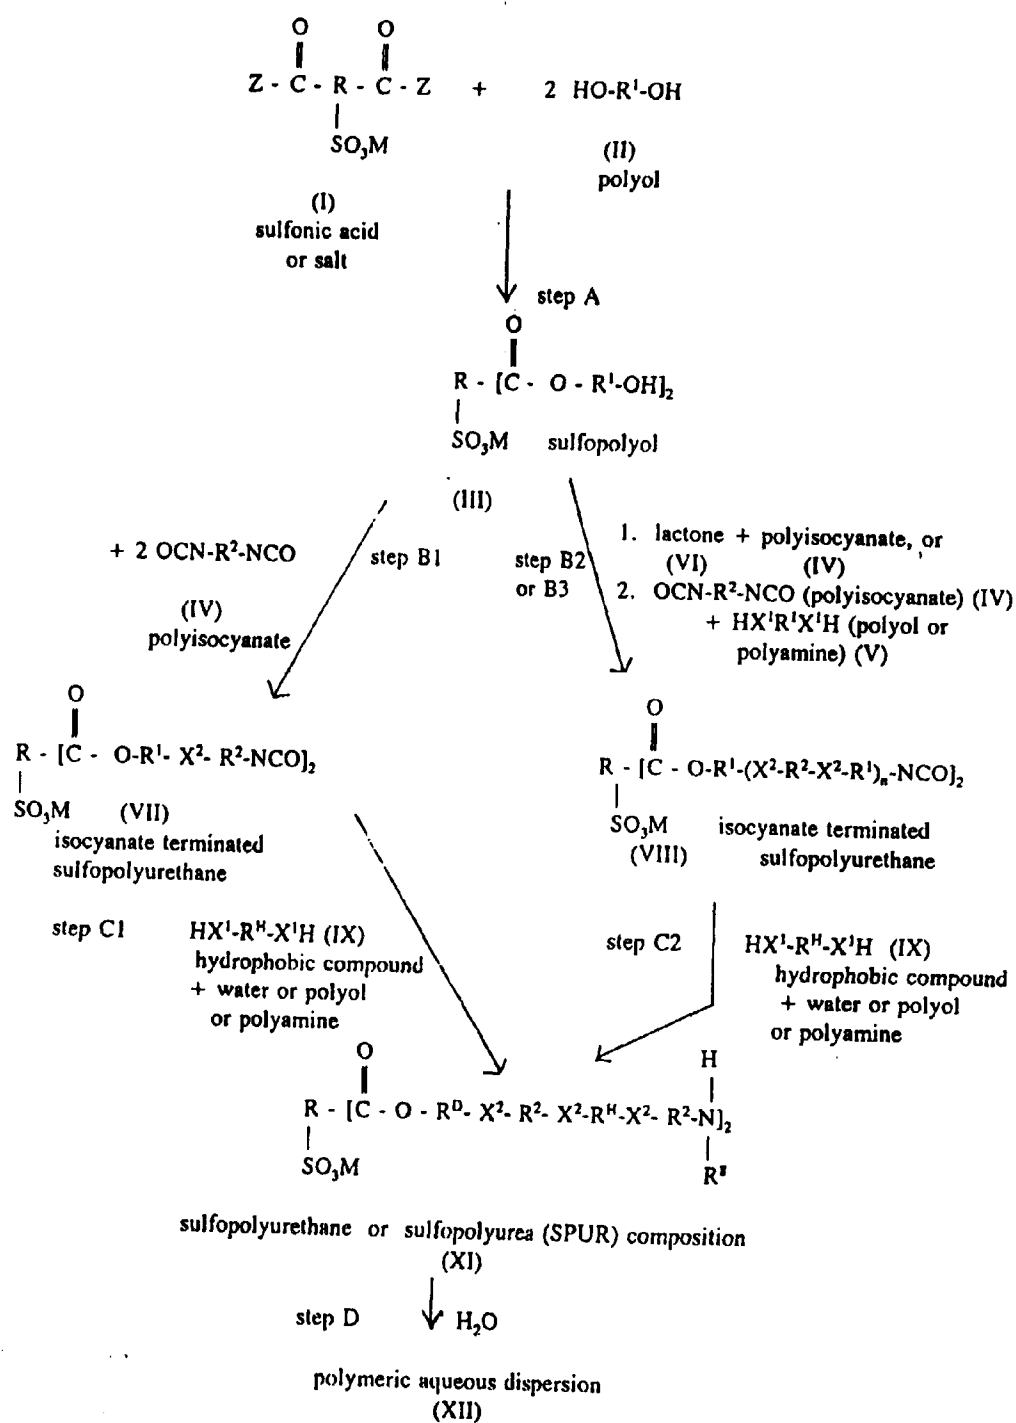 O O
Z - C - R - C - Z + 2 HO-R¹-OH
SO₃M
(II)
polyol
(I)
sulfonic acid
or salt
step A
O
R - [C - O - R¹-OH]₂
SO₃M sulfopolyol
(III)
+ 2 OCN-R²-NCO
(IV)
polyisocyanate
step B1
step B2
or B3
1. lactone + polyisocyanate, or
(VI) (IV)
2. OCN-R²-NCO (polyisocyanate) (IV)
+ HX¹R¹X¹H (polyol or
polyamine) (V)
O
R - [C - O-R¹- X²- R²-NCO]₂
SO₃M (VII)
isocyanate terminated
sulfopolyurethane
O
R - [C - O-R¹-(X²-R²-X²-R¹)ₙ-NCO]₂
SO₃M isocyanate terminated
(VIII) sulfopolyurethane
step C1 HX¹-Rᴴ-X¹H (IX)
hydrophobic compound
+ water or polyol
or polyamine
step C2 HX¹-Rᴴ-X¹H (IX)
hydrophobic compound
+ water or polyol
or polyamine
O H
R - [C - O - Rᴰ- X²- R²- X²-Rᴴ-X²- R²-N]₂
SO₃M
sulfopolyurethane or sulfopolyurea (SPUR) composition
(XI)
step D H₂O
polymeric aqueous dispersion
(XII)